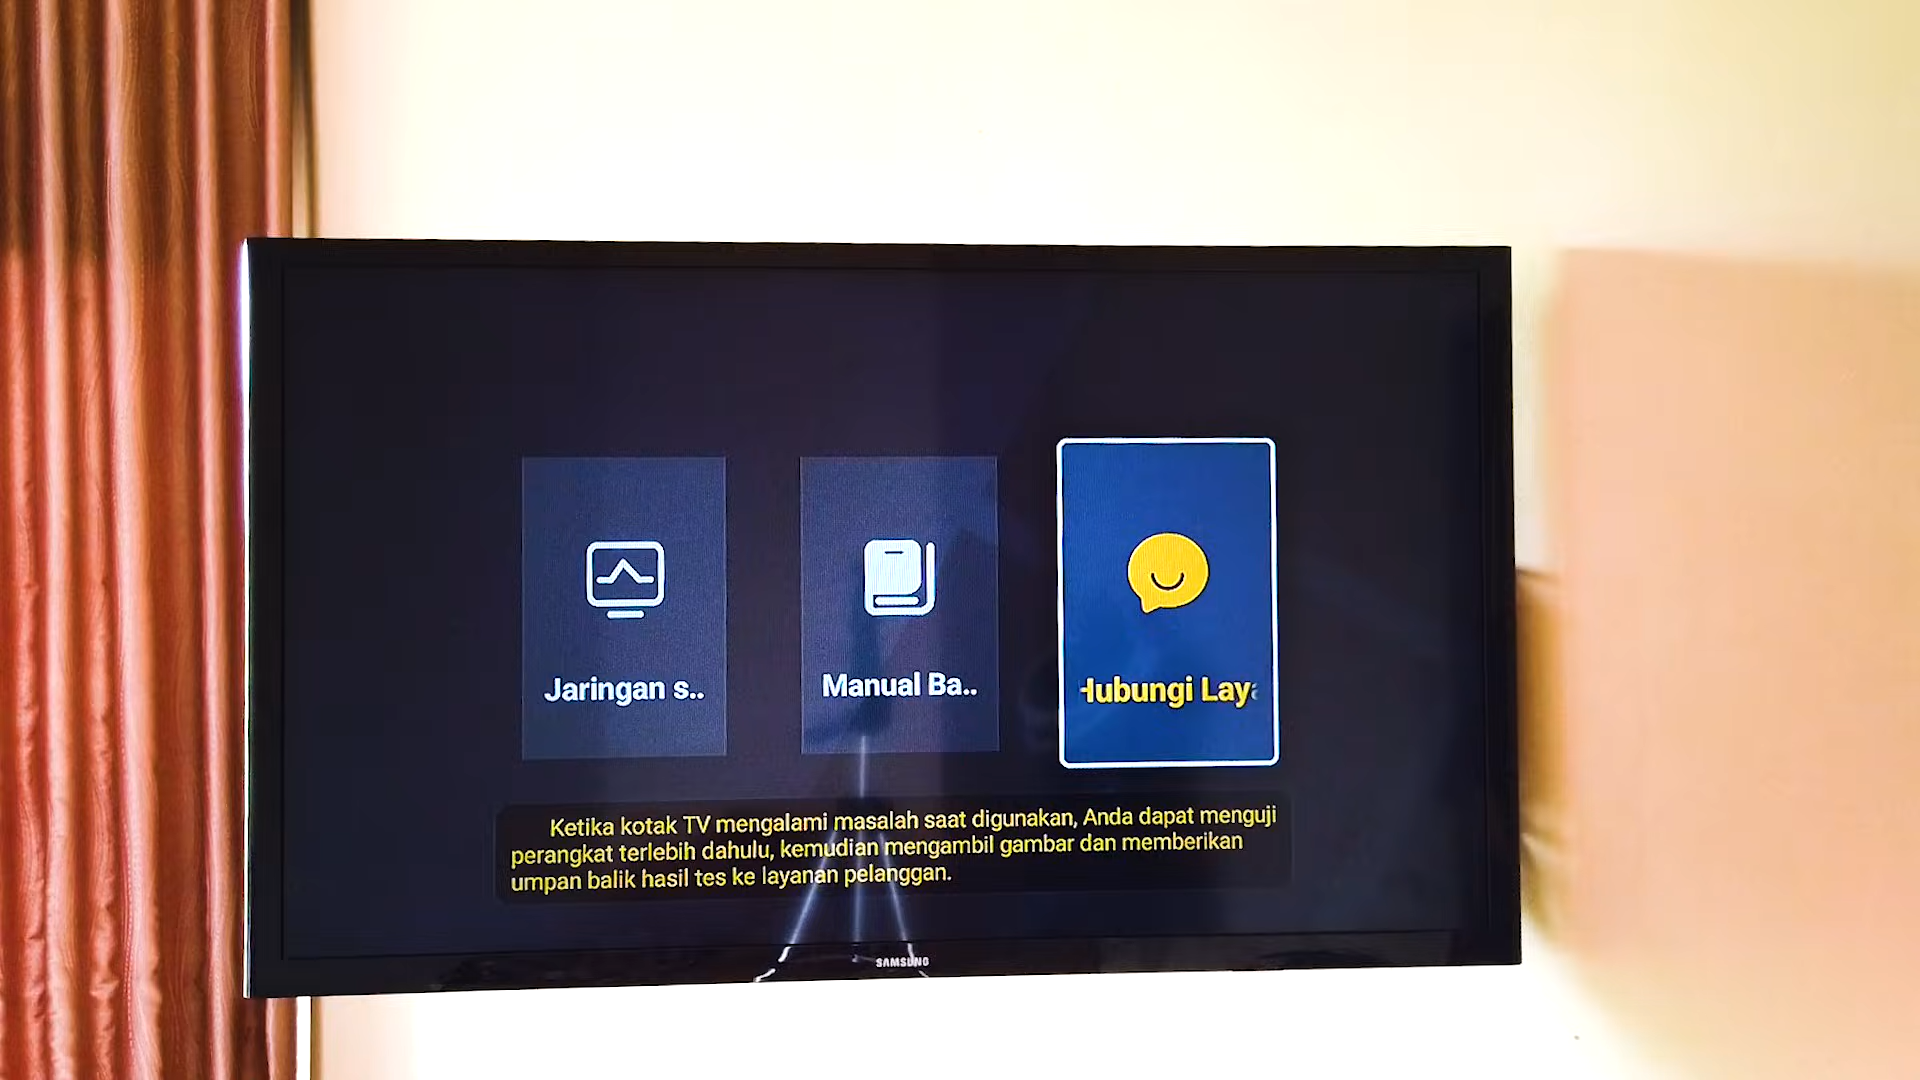 Jaringan s..
Manual Ba..
Hubungi Laya
Ketika kotak TV mengalami masalah saat digunakan, Anda dapat menguji
perangkat terlebih dahulu, kemudian mengambil gambar dan memberikan
umpan balik hasil tes ke layanan pelanggan.
SAMSUNG